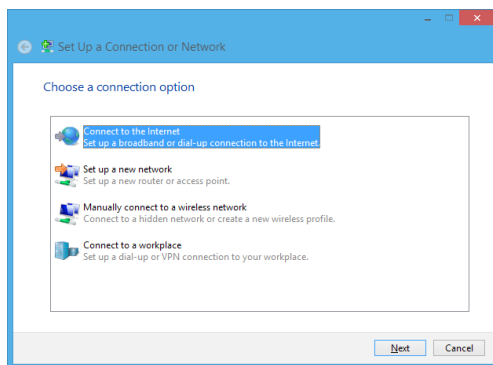 Set Up a Connection or Network
Choose a connection option
Connect to the Internet
Set up a broadband or dial-up connection to the Internet.
Set up a new network
Set up a new router or access point.
Manually connect to a wireless network
Connect to a hidden network or create a new wireless profile.
Connect to a workplace
Set up a dial-up or VPN connection to your workplace.
Next Cancel